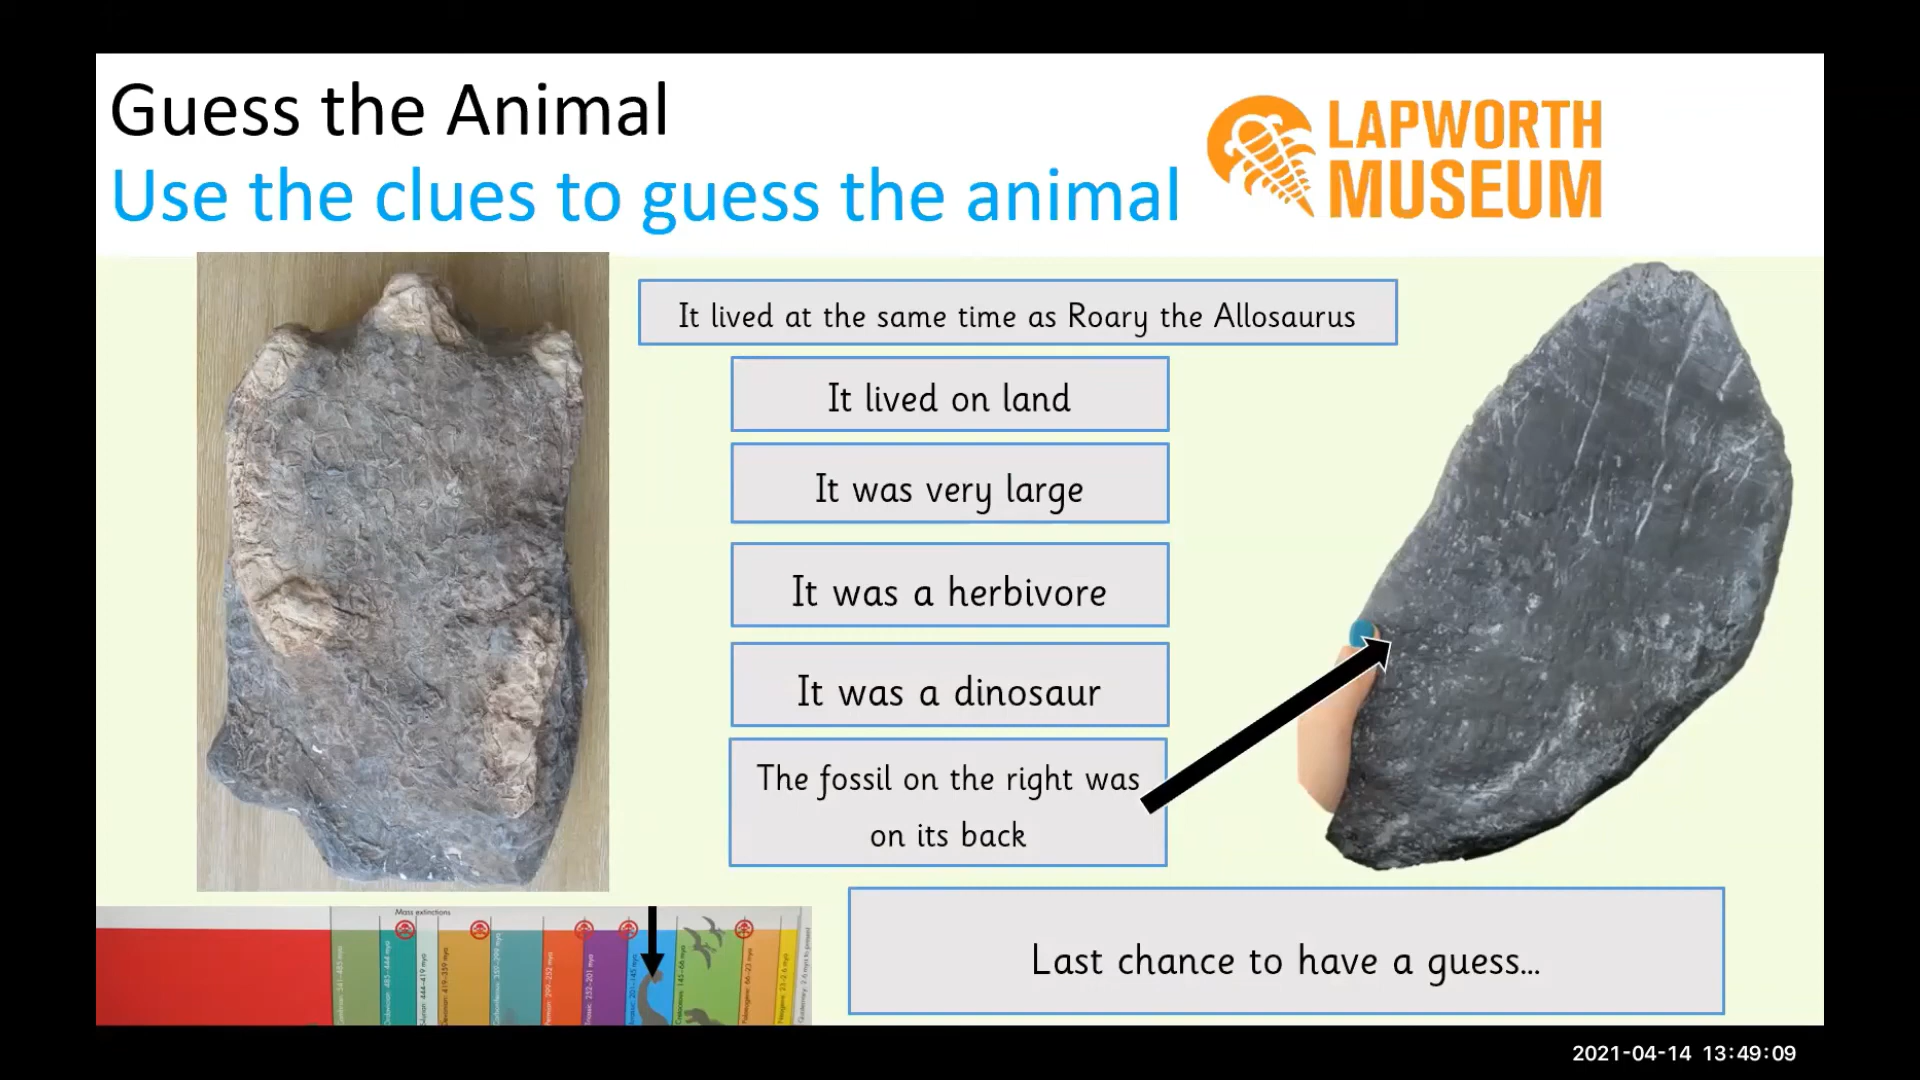 Guess the Animal
Use the clues to guess the animal
LAPWORTH
MUSEUM
It lived at the same time as Roary the Allosaurus
It lived on land
It was very large
It was a herbivore
It was a dinosaur
The fossil on the right was
on its back
Last chance to have a guess...
Mass extinctions
2021-04-14 13:49:09